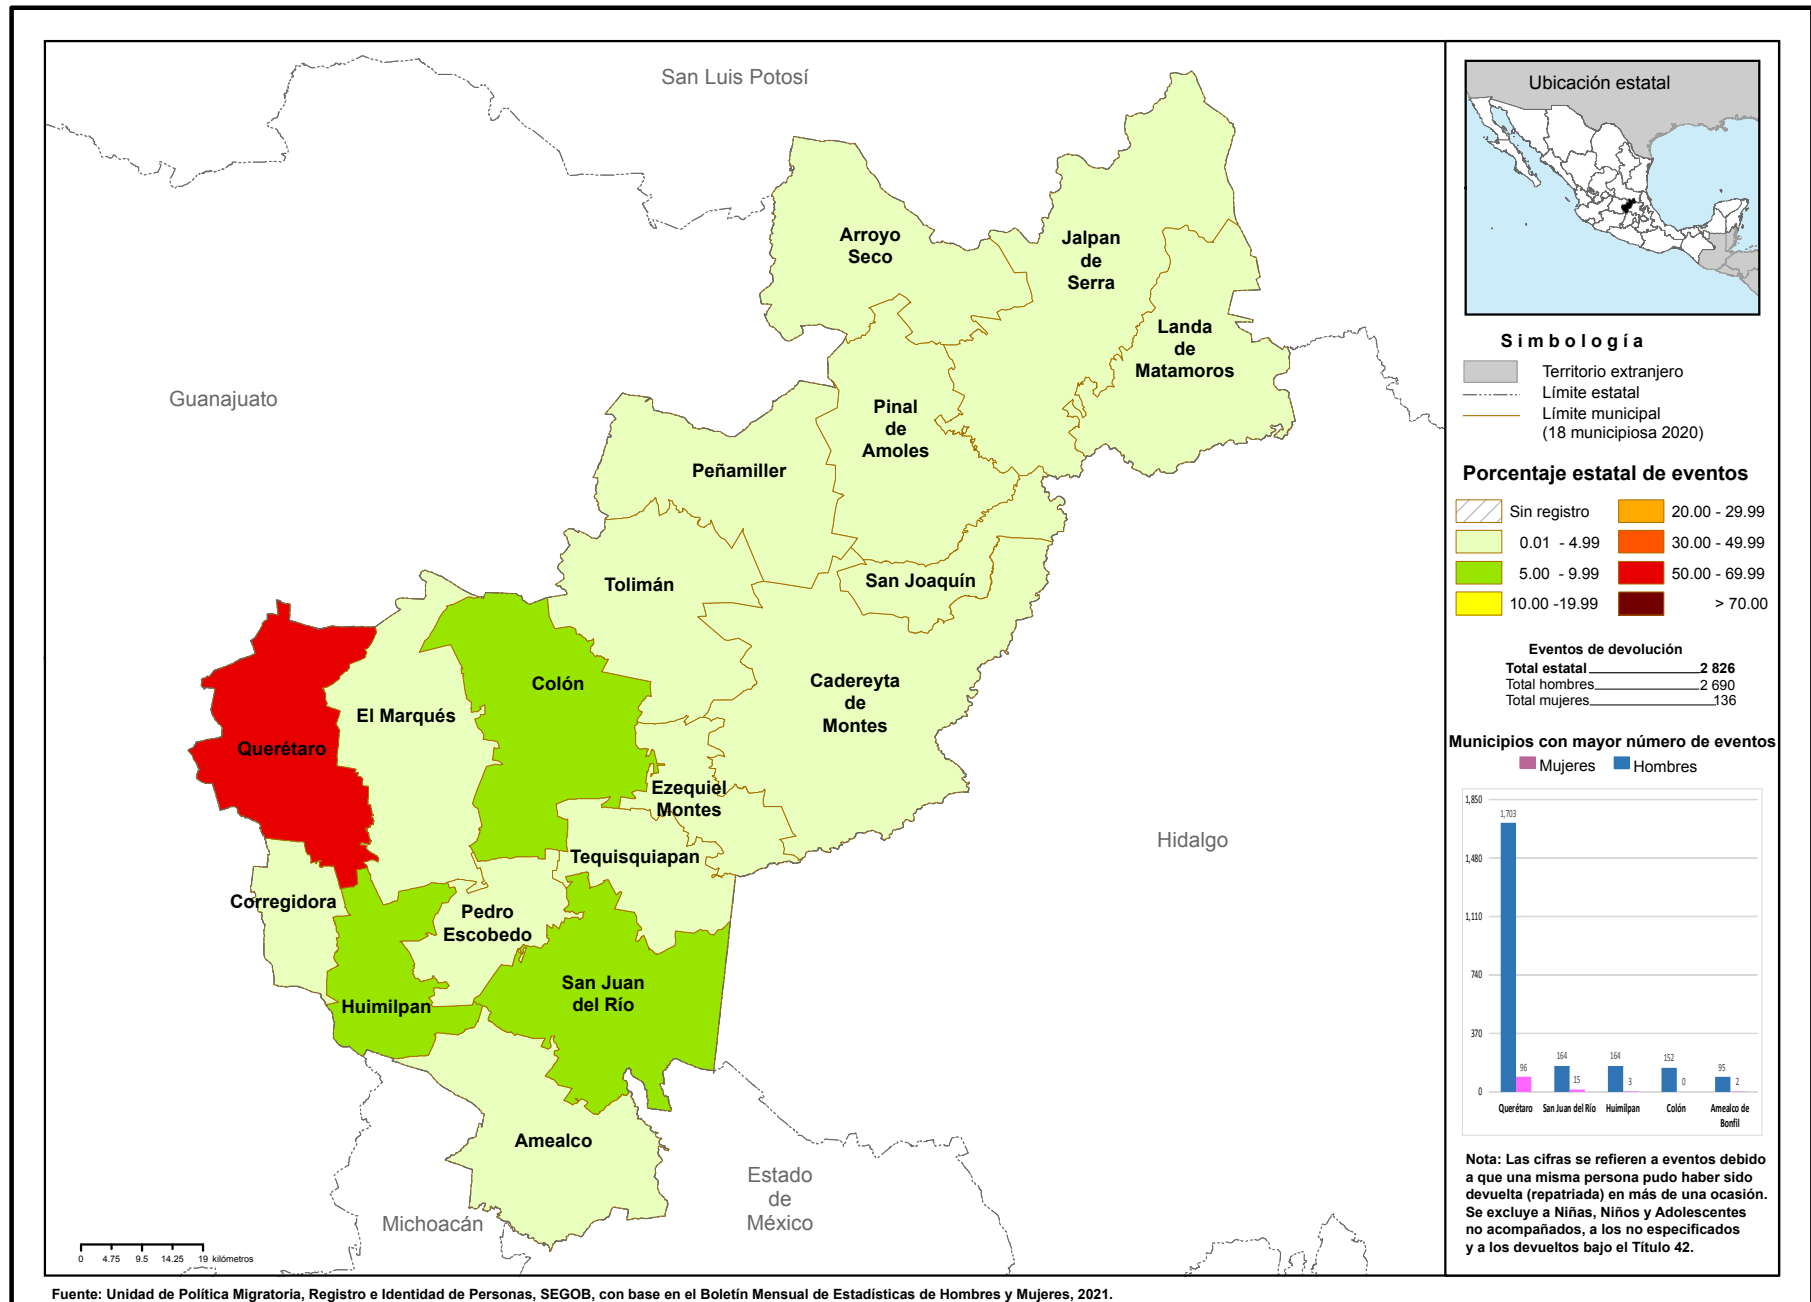 San Luis Potosí
Guanajuato
Hidalgo
Michoacán
Estado
de
México
Arroyo
Seco
Jalpan
de
Serra
Landa
de
Matamoros
Pinal
de
Amoles
Peñamiller
San Joaquín
Tolimán
Cadereyta
de
Montes
Colón
El Marqués
Querétaro
Ezequiel
Montes
Tequisquiapan
Corregidora
Pedro
Escobedo
San Juan
del Río
Huimilpan
Amealco
0 4.75 9.5 14.25 19 kilómetros
Ubicación estatal
Simbología
Territorio extranjero
Límite estatal
Límite municipal
(18 municipiosa 2020)
Porcentaje estatal de eventos
Sin registro
0.01 - 4.99
5.00 - 9.99
10.00 -19.99
20.00 - 29.99
30.00 - 49.99
50.00 - 69.99
> 70.00
Eventos de devolución
Total estatal 2 826
Total hombres 2 690
Total mujeres 136
Municipios con mayor número de eventos
Mujeres Hombres
1,850
1,480
1,110
740
370
0
1,703
96
164
15
164
3
152
0
95
2
Querétaro San Juan del Río Huimilpan Colón Amealco de
Bonfil
Nota: Las cifras se refieren a eventos debido
a que una misma persona pudo haber sido
devuelta (repatriada) en más de una ocasión.
Se excluye a Niñas, Niños y Adolescentes
no acompañados, a los no especificados
y a los devueltos bajo el Título 42.
Fuente: Unidad de Política Migratoria, Registro e Identidad de Personas, SEGOB, con base en el Boletín Mensual de Estadísticas de Hombres y Mujeres, 2021.